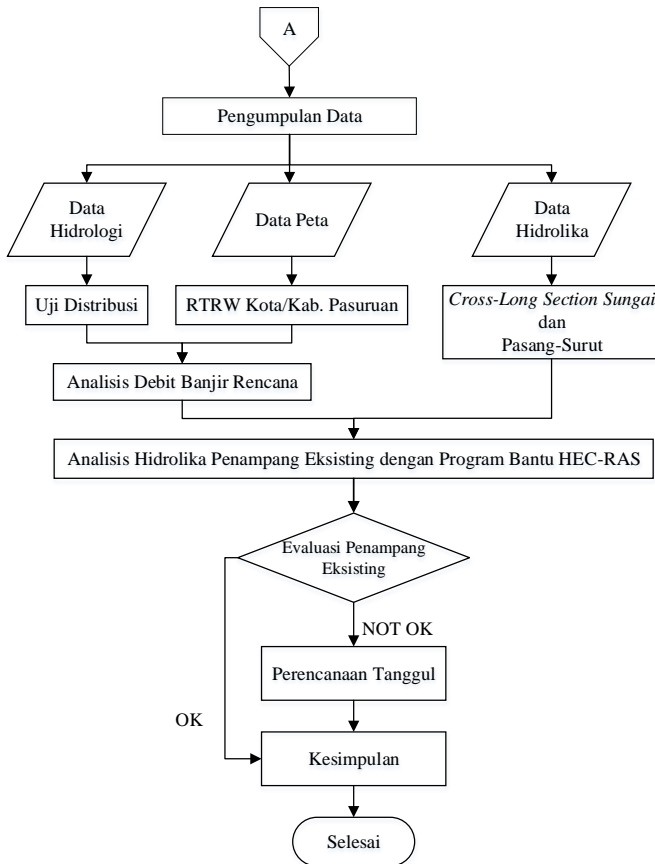 A
Pengumpulan Data
Data
Hidrologi
Data Peta
Data
Hidrolika
Uji Distribusi
RTRW Kota/Kab. Pasuruan
Cross-Long Section Sungai
dan
Pasang-Surut
Analisis Debit Banjir Rencana
Analisis Hidrolika Penampang Eksisting dengan Program Bantu HEC-RAS
Evaluasi Penampang
Eksisting
NOT OK
Perencanaan Tanggul
OK
Kesimpulan
Selesai